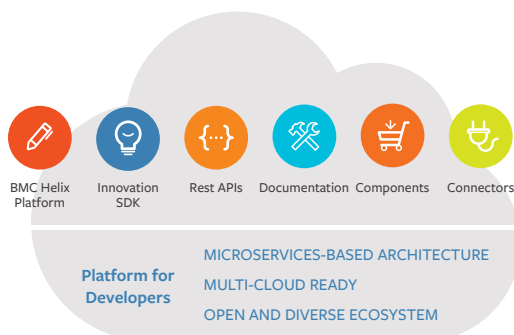 BMC Helix Platform
Innovation SDK
Rest APIs
Documentation
Components
Connectors
Platform for Developers
MICROSERVICES-BASED ARCHITECTURE
MULTI-CLOUD READY
OPEN AND DIVERSE ECOSYSTEM